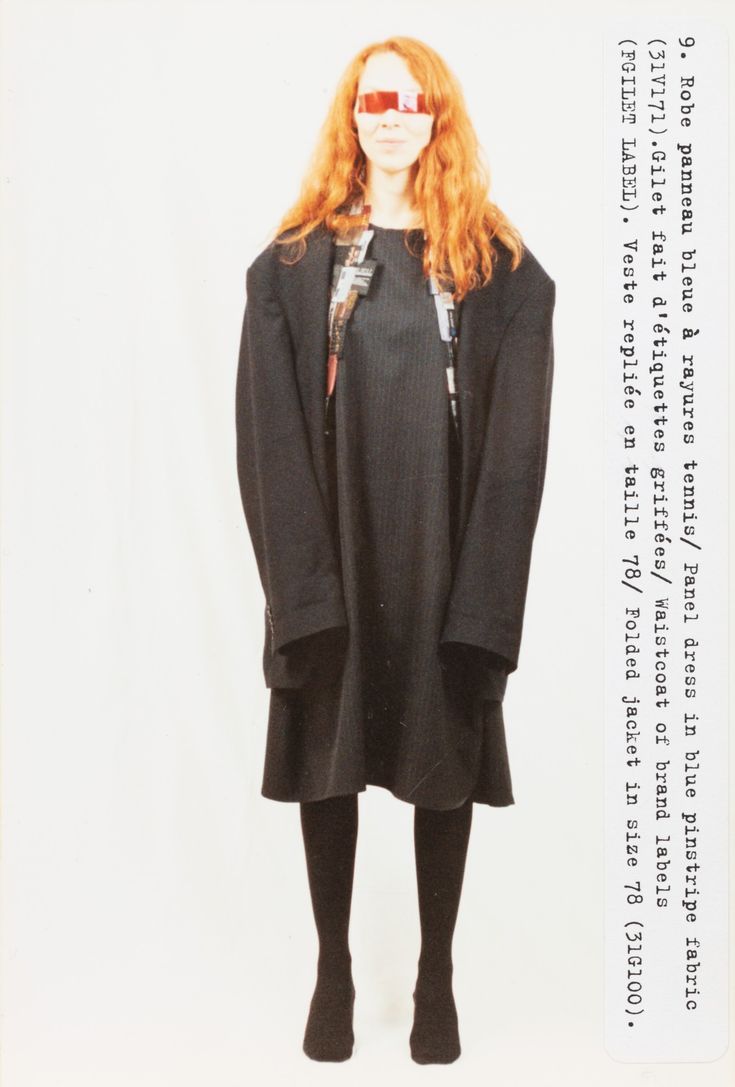 9. Robe panneau bleue à rayures tennis/ Panel dress in blue pinstripe fabric
(31V171).Gilet fait d'étiquettes griffées/ Waistcoat of brand labels
(FGILET LABEL). Veste repliée en taille 78/ Folded jacket in size 78 (31G100).